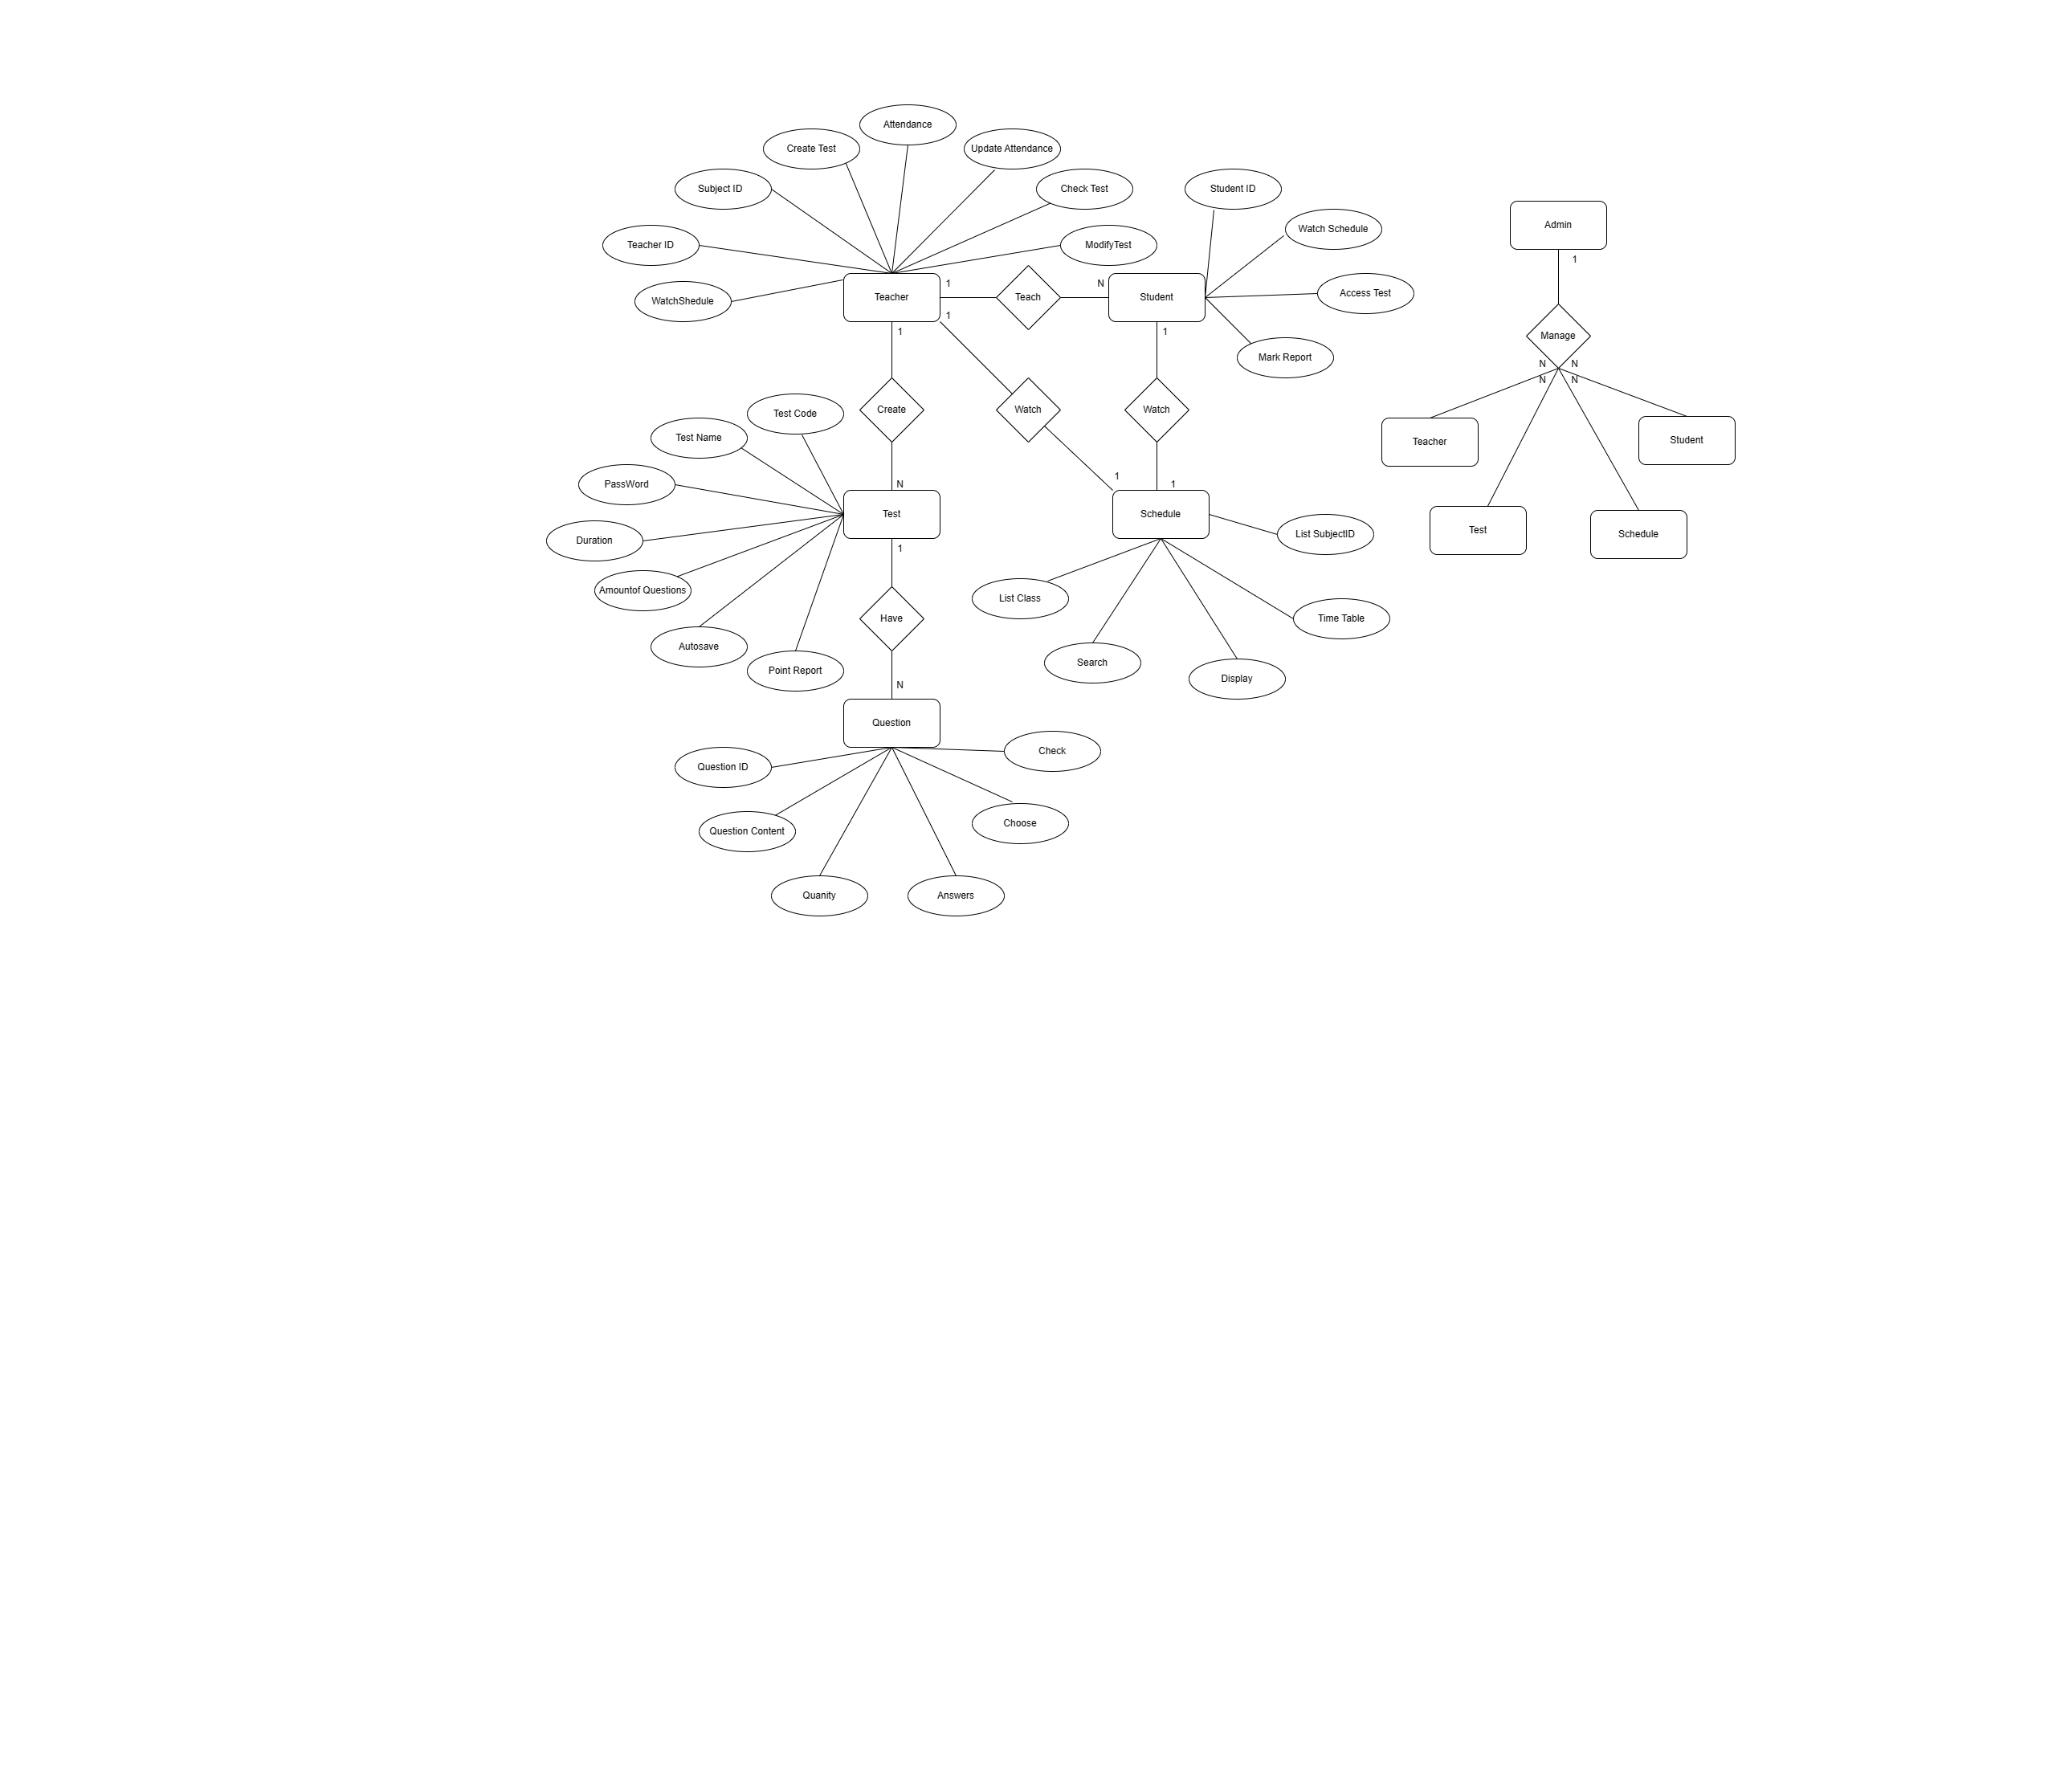 Attendance
Create Test
Update Attendance
Subject ID
Check Test
Student ID
Watch Schedule
Admin
Teacher ID
ModifyTest
1
WatchShedule
Teacher
1
Teach
N
Student
Access Test
1
1
1
Manage
Mark Report
N
N
N
N
Test Code
Create
Watch
Watch
Test Name
Teacher
Student
PassWord
N
1
1
Test
Schedule
List SubjectID
Test
Schedule
Duration
1
Amountof Questions
List Class
Have
Time Table
Autosave
Search
Point Report
Display
N
Question
Check
Question ID
Choose
Question Content
Quanity
Answers